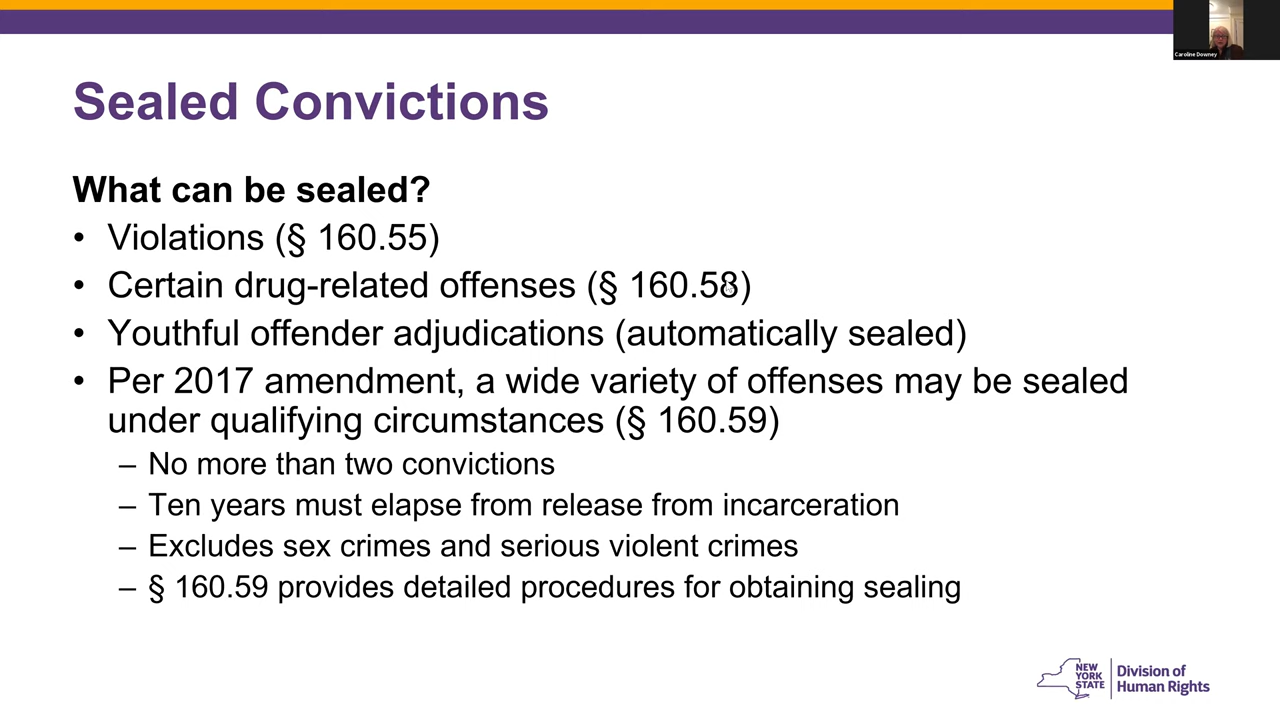 Caroline Downey
Sealed Convictions
What can be sealed?
• Violations (§ 160.55)
• Certain drug-related offenses (§ 160.58)
• Youthful offender adjudications (automatically sealed)
• Per 2017 amendment, a wide variety of offenses may be sealed
under qualifying circumstances (§ 160.59)
– No more than two convictions
– Ten years must elapse from release from incarceration
– Excludes sex crimes and serious violent crimes
– § 160.59 provides detailed procedures for obtaining sealing
NEW
YORK
STATE
Division of
Human Rights